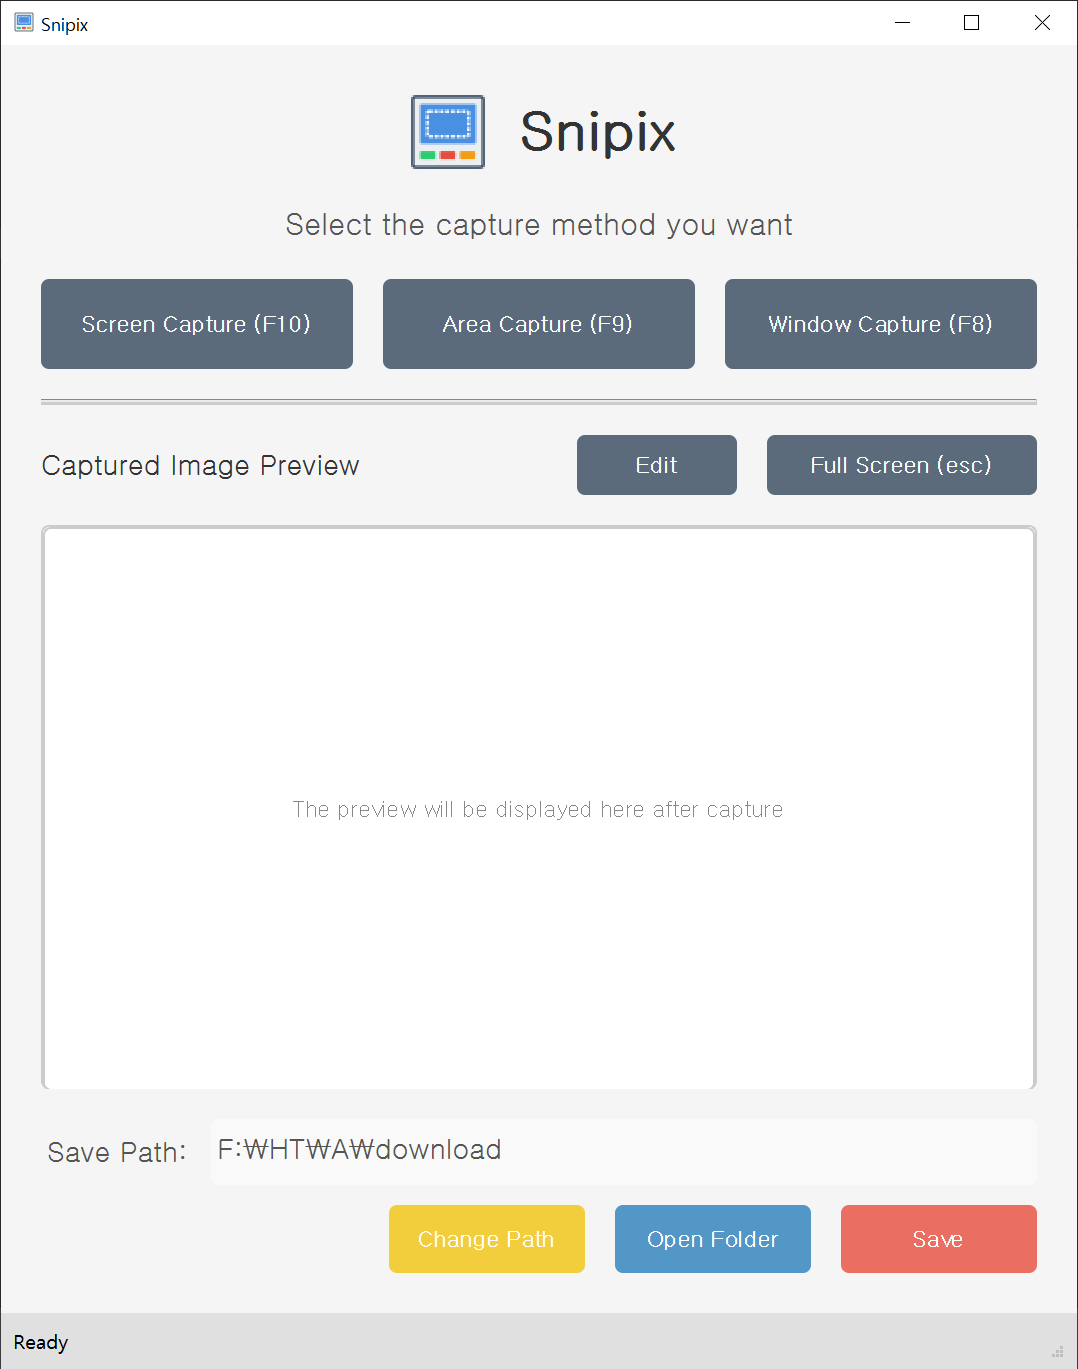 Snipix
Snipix
Select the capture method you want
Screen Capture (F10)
Area Capture (F9)
Window Capture (F8)
Captured Image Preview
Edit
Full Screen (esc)
The preview will be displayed here after capture
Save Path:
F:₩HT₩A₩download
Change Path
Open Folder
Save
Ready